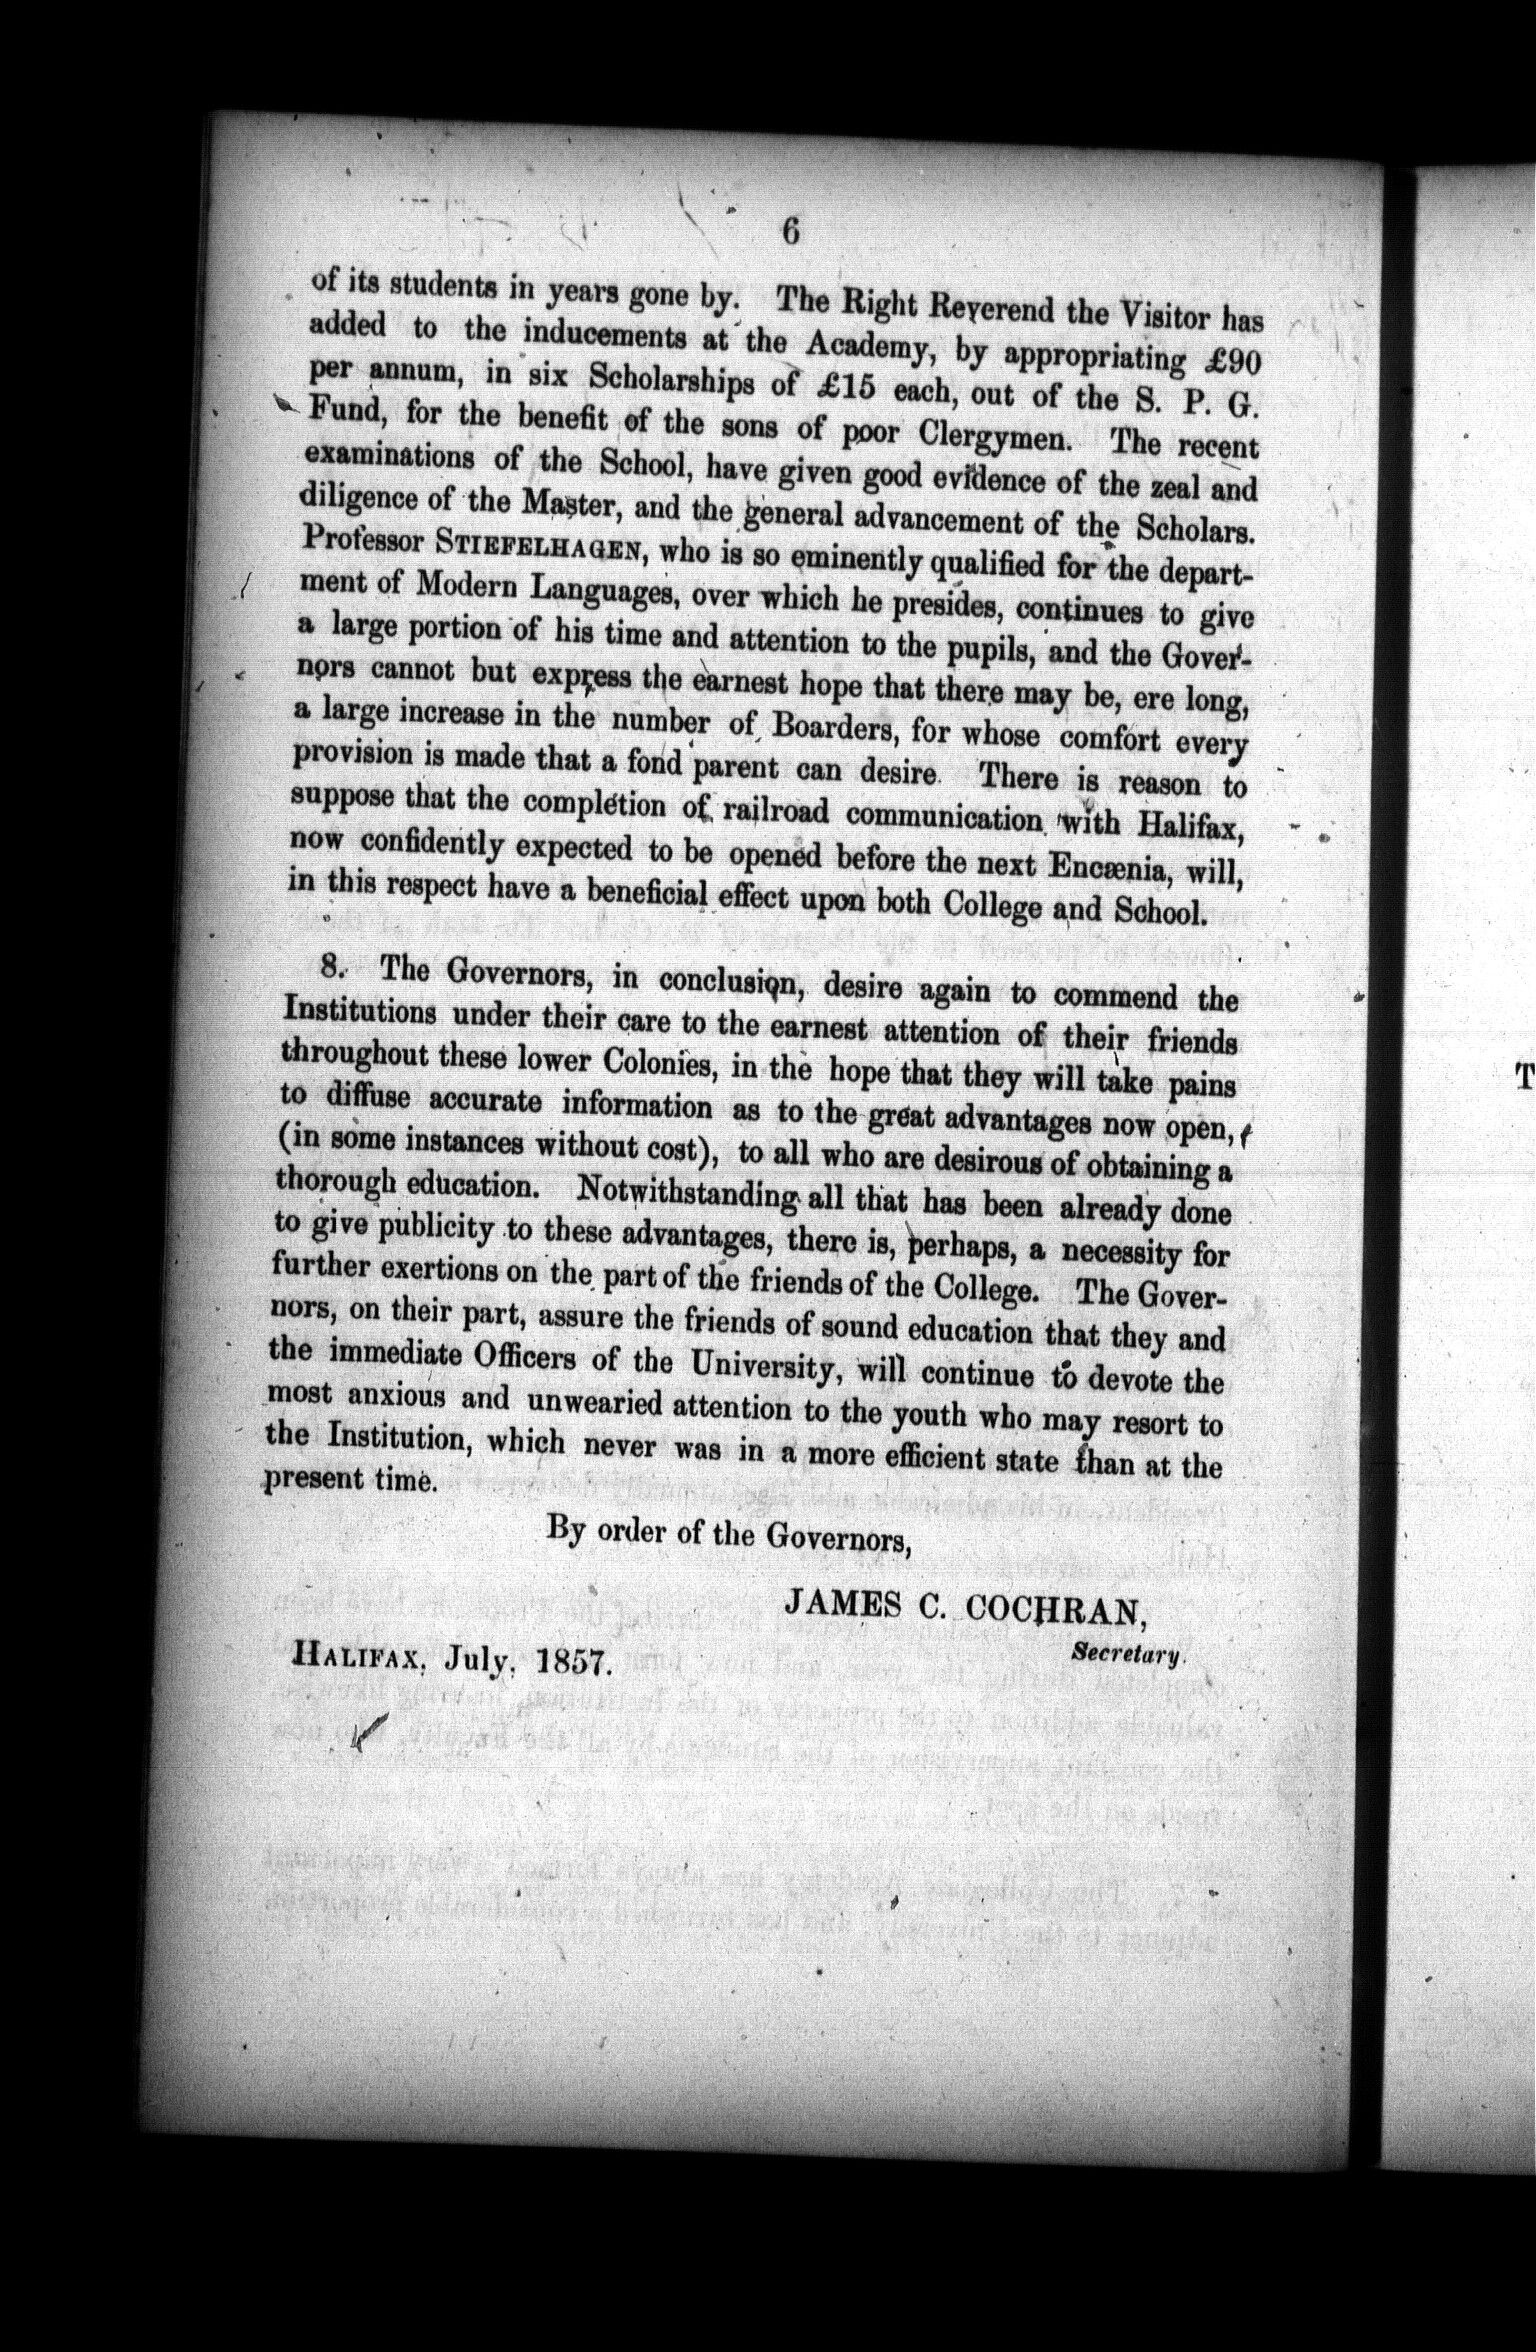 6
of its students in years gone by. The Right Reverend the Visitor has
added to the inducements at the Academy, by appropriating £90
per annum, in six Scholarships of £15 each, out of the S. P. G.
Fund, for the benefit of the sons of poor Clergymen. The recent
examinations of the School, have given good evidence of the zeal and
diligence of the Master, and the general advancement of the Scholars.
Professor STIEFELHAGEN, who is so eminently qualified for the depart-
ment of Modern Languages, over which he presides, continues to give
a large portion of his time and attention to the pupils, and the Gover-
nors cannot but express the earnest hope that there may be, ere long,
a large increase in the number of Boarders, for whose comfort every
provision is made that a fond parent can desire. There is reason to
suppose that the completion of railroad communication with Halifax,
now confidently expected to be opened before the next Encænia, will,
in this respect have a beneficial effect upon both College and School.
8. The Governors, in conclusion, desire again to commend the
Institutions under their care to the earnest attention of their friends
throughout these lower Colonies, in the hope that they will take pains
to diffuse accurate information as to the great advantages now open,
(in some instances without cost), to all who are desirous of obtaining a
thorough education. Notwithstanding all that has been already done
to give publicity to these advantages, there is, perhaps, a necessity for
further exertions on the part of the friends of the College. The Gover-
nors, on their part, assure the friends of sound education that they and
the immediate Officers of the University, will continue to devote the
most anxious and unwearied attention to the youth who may resort to
the Institution, which never was in a more efficient state than at the
present time.
By order of the Governors,
JAMES C. COCHRAN,
Secretary.
HALIFAX, July, 1857.
T